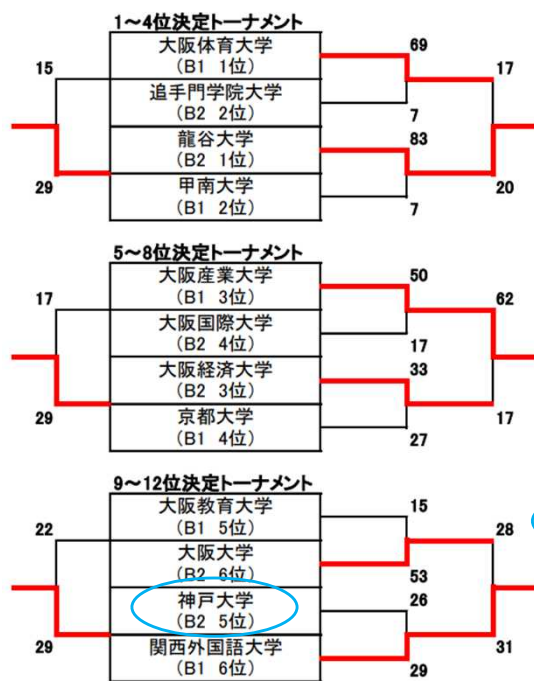 1～4位決定トーナメント
大阪体育大学
(B1 1位)
69
15
17
追手門学院大学
(B2 2位)
7
龍谷大学
(B2 1位)
83
29
20
甲南大学
(B1 2位)
7
5～8位決定トーナメント
大阪産業大学
(B1 3位)
50
17
62
大阪国際大学
(B2 4位)
17
大阪経済大学
(B2 3位)
33
29
17
京都大学
(B1 4位)
27
9～12位決定トーナメント
大阪教育大学
(B1 5位)
15
22
28
大阪大学
(B2 6位)
53
神戸大学
(B2 5位)
26
29
31
関西外国語大学
(B1 6位)
29